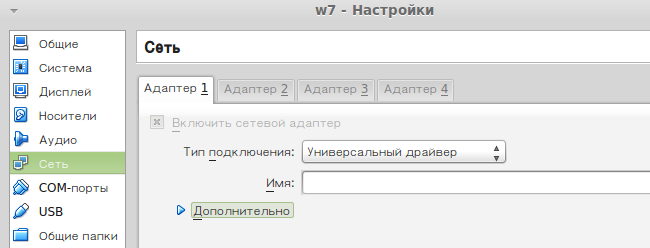 w7 - Настройки
Общие
Система
Дисплей
Носители
Аудио
Сеть
COM-порты
USB
Общие папки
Сеть
Адаптер 1 Адаптер 2 Адаптер 3 Адаптер 4
Включить сетевой адаптер
Тип подключения: Универсальный драйвер
Имя:
Дополнительно